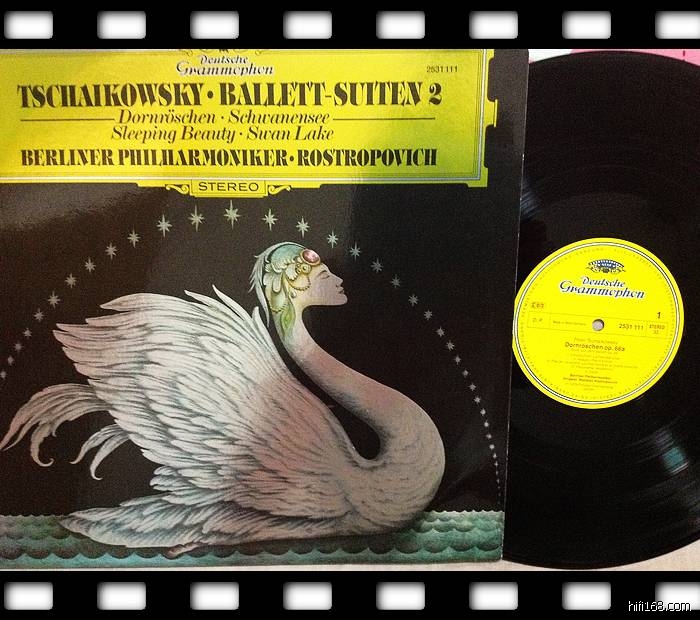 Deutsche
Grammophon
2531 111
TSCHAIKOWSKY · BALLETT-SUITEN 2
Dornröschen · Schwanensee
Sleeping Beauty · Swan Lake
BERLINER PHILHARMONIKER · ROSTROPOVICH
STEREO
Deutsche
Grammophon
1
2531 111
STEREO
33
Dornröschen op. 66a
hifi168.com